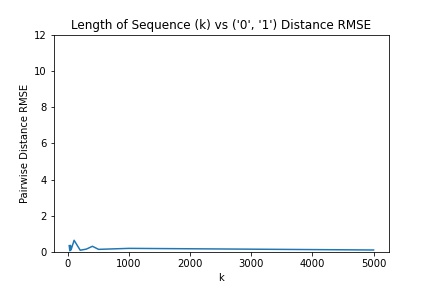 Length of Sequence (k) vs ('0', '1') Distance RMSE
12
10
8
6
4
2
0
Pairwise Distance RMSE
0 1000 2000 3000 4000 5000
k